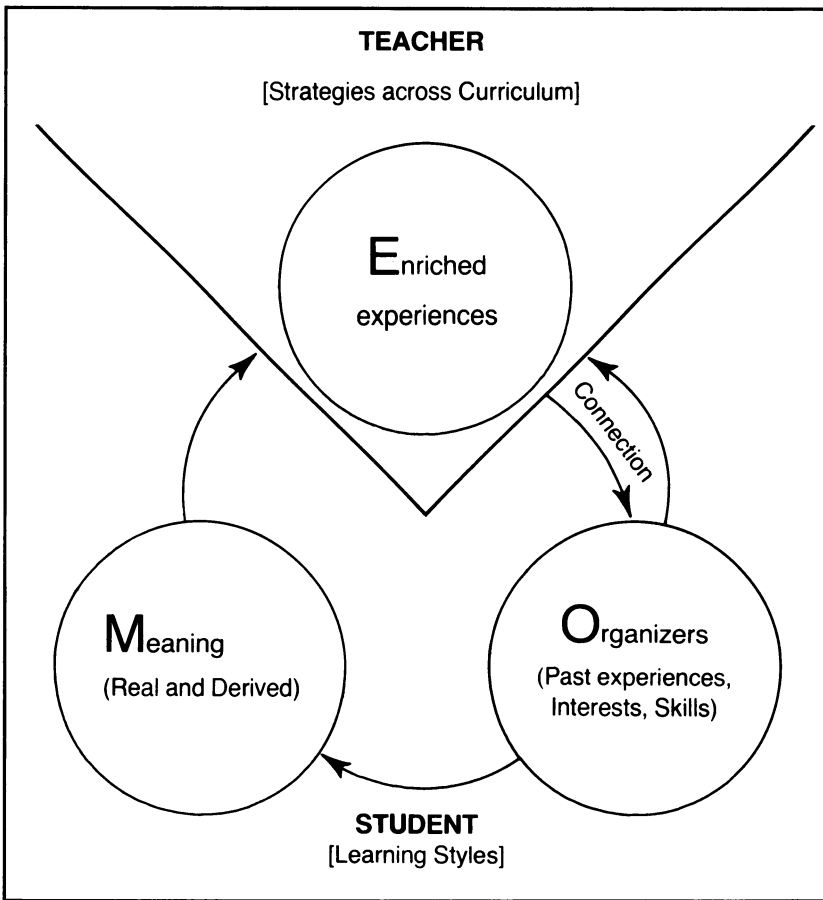 TEACHER
[Strategies across Curriculum]
Enriched
experiences
Connection
Meaning
(Real and Derived)
Organizers
(Past experiences,
Interests, Skills)
STUDENT
[Learning Styles]